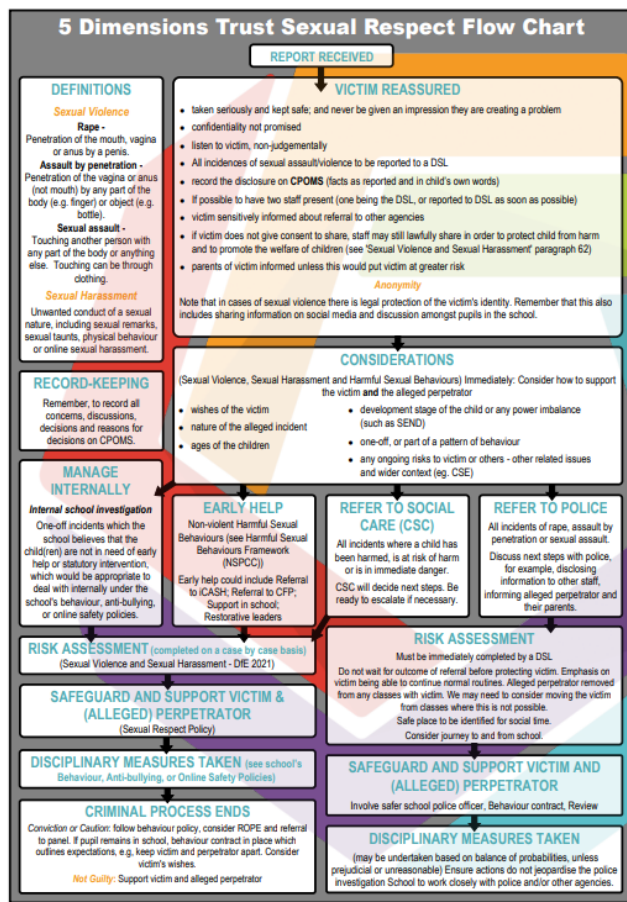 5 Dimensions Trust Sexual Respect Flow Chart
REPORT RECEIVED
DEFINITIONS
Sexual Violence
Rape -
Penetration of the mouth, vagina
or anus by a penis.
Assault by penetration -
Penetration of the vagina or anus
(not mouth) by any part of the
body (e.g. finger) or object (e.g.
bottle).
Sexual assault -
Touching another person with
any part of the body or anything
else. Touching can be through
clothing.
Sexual Harassment
Unwanted conduct of a sexual
nature, including sexual remarks,
sexual taunts, physical behaviour
or online sexual harassment.
VICTIM REASSURED
• taken seriously and kept safe; and never be given an impression they are creating a problem
• confidentiality not promised
• listen to victim, non-judgementally
• All incidences of sexual assault/violence to be reported to a DSL
• record the disclosure on CPOMS (facts as reported and in child's own words)
• If possible to have two staff present (one being the DSL, or reported to DSL as soon as possible)
• victim sensitively informed about referral to other agencies
• if victim does not give consent to share, staff may still lawfully share in order to protect child from harm
and to promote the welfare of children (see 'Sexual Violence and Sexual Harassment' paragraph 62)
• parents of victim informed unless this would put victim at greater risk
Anonymity
Note that in cases of sexual violence there is legal protection of the victim's identity. Remember that this also
includes sharing information on social media and discussion amongst pupils in the school.
RECORD-KEEPING
Remember, to record all
concerns, discussions,
decisions and reasons for
decisions on CPOMS.
CONSIDERATIONS
(Sexual Violence, Sexual Harassment and Harmful Sexual Behaviours) Immediately: Consider how to support
the victim and the alleged perpetrator
• wishes of the victim
• nature of the alleged incident
• ages of the children
• development stage of the child or any power imbalance
(such as SEND)
• one-off, or part of a pattern of behaviour
• any ongoing risks to victim or others - other related issues
and wider context (eg. CSE)
MANAGE
INTERNALLY
Internal school investigation
One-off incidents which the
school believes that the
child(ren) are not in need of early
help or statutory intervention,
which would be appropriate to
deal with internally under the
school's behaviour, anti-bullying,
or online safety policies.
EARLY HELP
Non-violent Harmful Sexual
Behaviours (see Harmful Sexual
Behaviours Framework
(NSPCC))
Early help could include Referral
to iCASH; Referral to CFP;
Support in school;
Restorative leaders
REFER TO SOCIAL
CARE (CSC)
All incidents where a child has
been harmed, is at risk of harm
or is in immediate danger.
CSC will decide next steps. Be
ready to escalate if necessary.
REFER TO POLICE
All incidents of rape, assault by
penetration or sexual assault.
Discuss next steps with police,
for example, disclosing
information to other staff,
informing alleged perpetrator and
their parents.
RISK ASSESSMENT (completed on a case by case basis)
(Sexual Violence and Sexual Harassment - DfE 2021)
SAFEGUARD AND SUPPORT VICTIM &
(ALLEGED) PERPETRATOR
(Sexual Respect Policy)
DISCIPLINARY MEASURES TAKEN (see school's
Behaviour, Anti-bullying, or Online Safety Policies)
CRIMINAL PROCESS ENDS
Conviction or Caution: follow behaviour policy, consider ROPE and referral
to panel. If pupil remains in school, behaviour contract in place which
outlines expectations, e.g, keep victim and perpetrator apart. Consider
victim's wishes.
Not Guilty: Support victim and alleged perpetrator
RISK ASSESSMENT
Must be immediately completed by a DSL
Do not wait for outcome of referral before protecting victim. Emphasis on
victim being able to continue normal routines. Alleged perpetrator removed
from any classes with victim. We may need to consider moving the victim
from classes where this is not possible.
Safe place to be identified for social time.
Consider journey to and from school.
SAFEGUARD AND SUPPORT VICTIM AND
(ALLEGED) PERPETRATOR
Involve safer school police officer, Behaviour contract, Review
DISCIPLINARY MEASURES TAKEN
(may be undertaken based on balance of probabilities, unless
prejudicial or unreasonable) Ensure actions do not jeopardise the police
investigation School to work closely with police and/or other agencies.